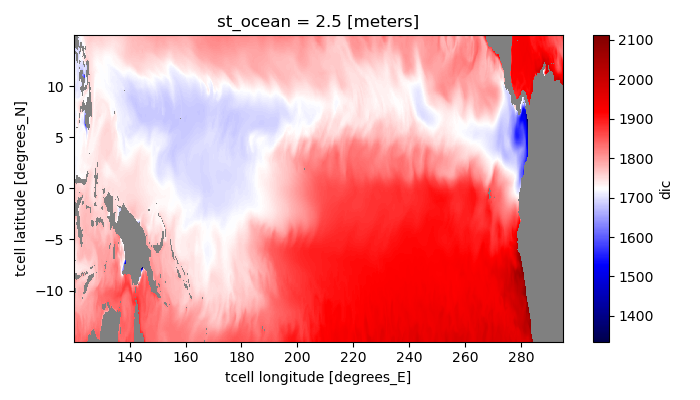 st_ocean = 2.5 [meters]
tcell latitude [degrees_N]
10
5
0
−5
−10
140 160 180 200 220 240 260 280
tcell longitude [degrees_E]
2100
2000
1900
1800
1700
1600
1500
1400
dic